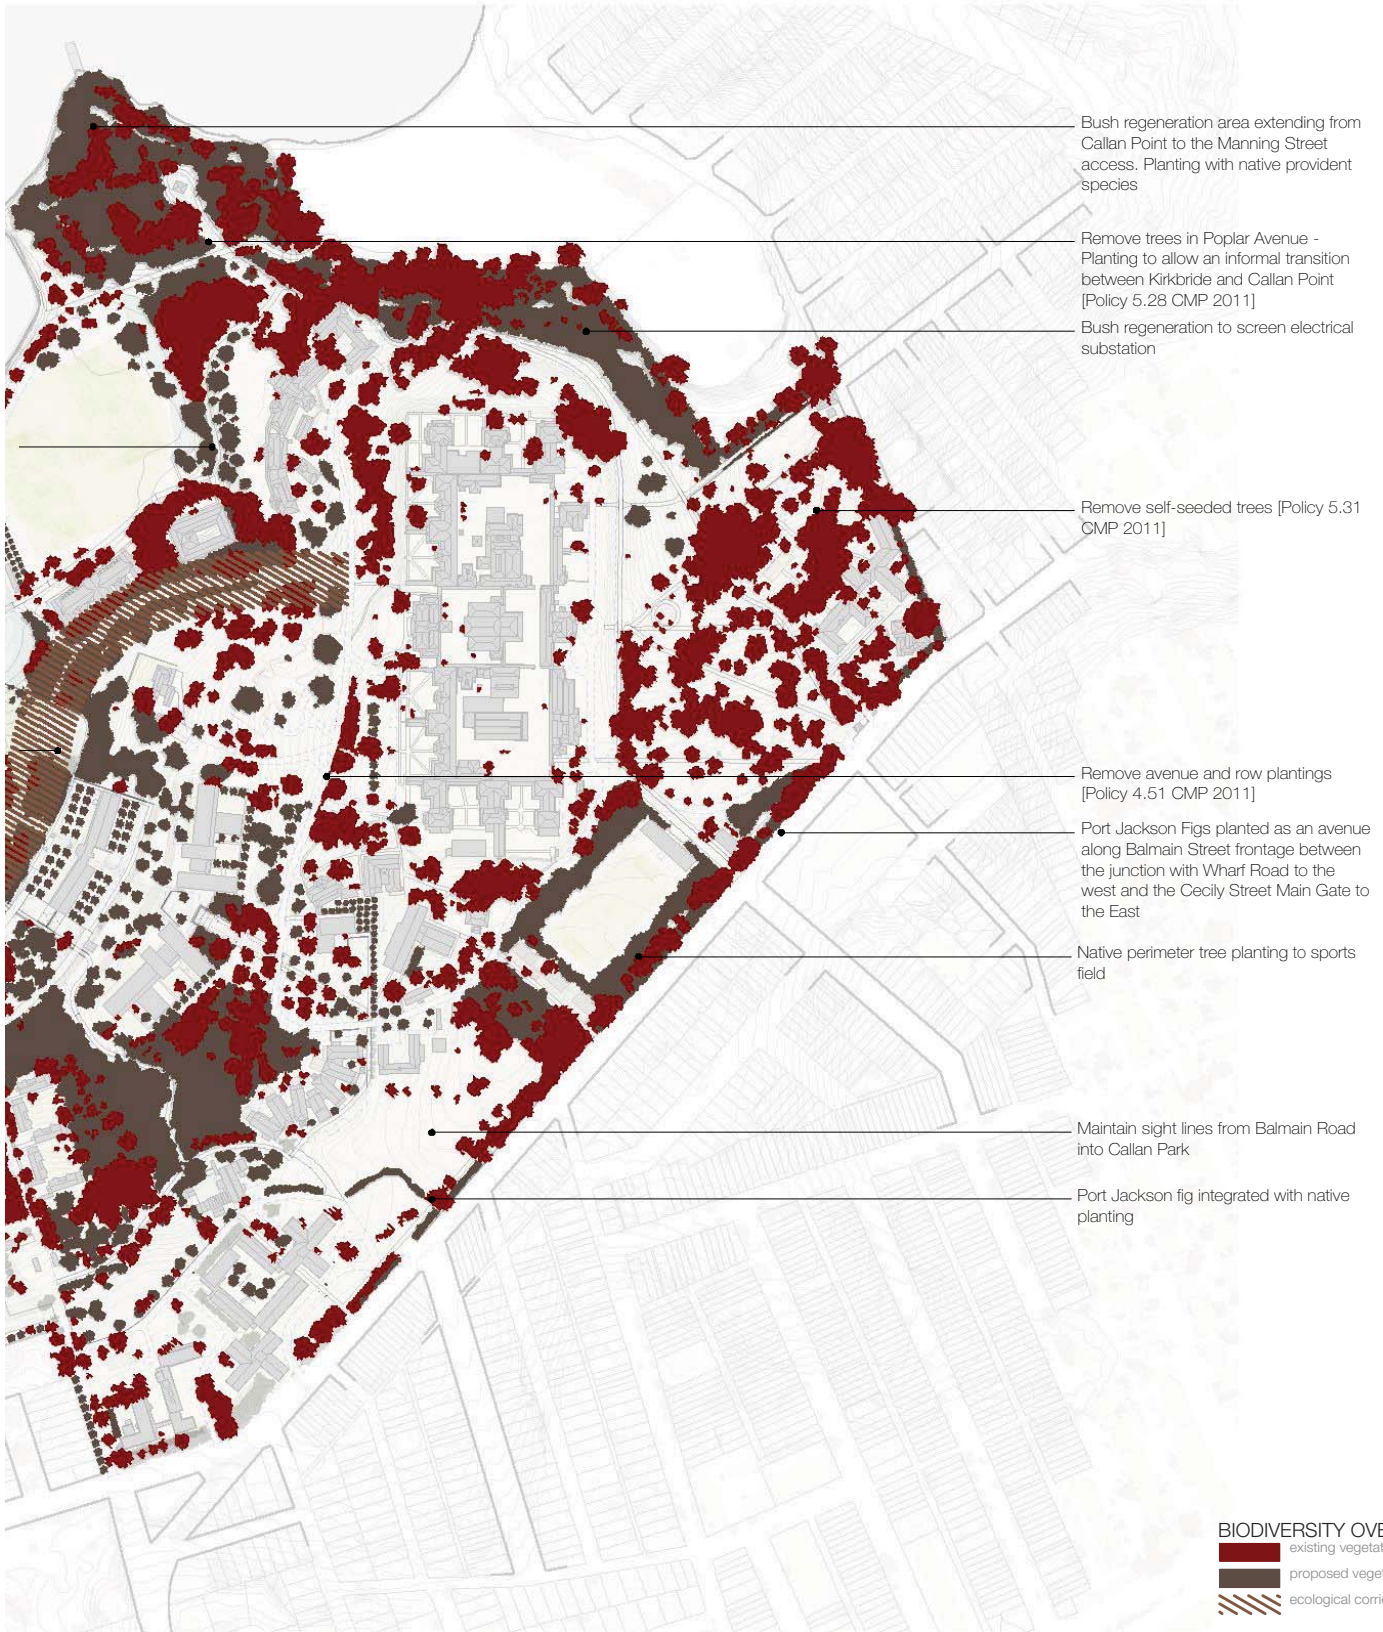 Bush regeneration area extending from
Callan Point to the Manning Street
access. Planting with native provident
species
Remove trees in Poplar Avenue -
Planting to allow an informal transition
between Kirkbride and Callan Point
[Policy 5.28 CMP 2011]
Bush regeneration to screen electrical
substation
Remove self-seeded trees [Policy 5.31
CMP 2011]
Remove avenue and row plantings
[Policy 4.51 CMP 2011]
Port Jackson Figs planted as an avenue
along Balmain Street frontage between
the junction with Wharf Road to the
west and the Cecily Street Main Gate to
the East
Native perimeter tree planting to sports
field
Maintain sight lines from Balmain Road
into Callan Park
Port Jackson fig integrated with native
planting
BIODIVERSITY OVE
existing vegetat
proposed veget
ecological corri